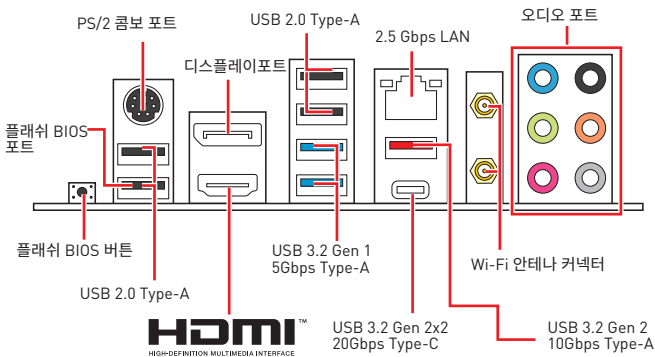 PS/2 콤보 포트
USB 2.0 Type-A
오디오 포트
2.5 Gbps LAN
디스플레이포트
플래쉬 BIOS
포트
플래쉬 BIOS 버튼
USB 2.0 Type-A
USB 3.2 Gen 1
5Gbps Type-A
Wi-Fi 안테나 커넥터
HDMI™
HIGH-DEFINITION MULTIMEDIA INTERFACE
USB 3.2 Gen 2x2
20Gbps Type-C
USB 3.2 Gen 2
10Gbps Type-A